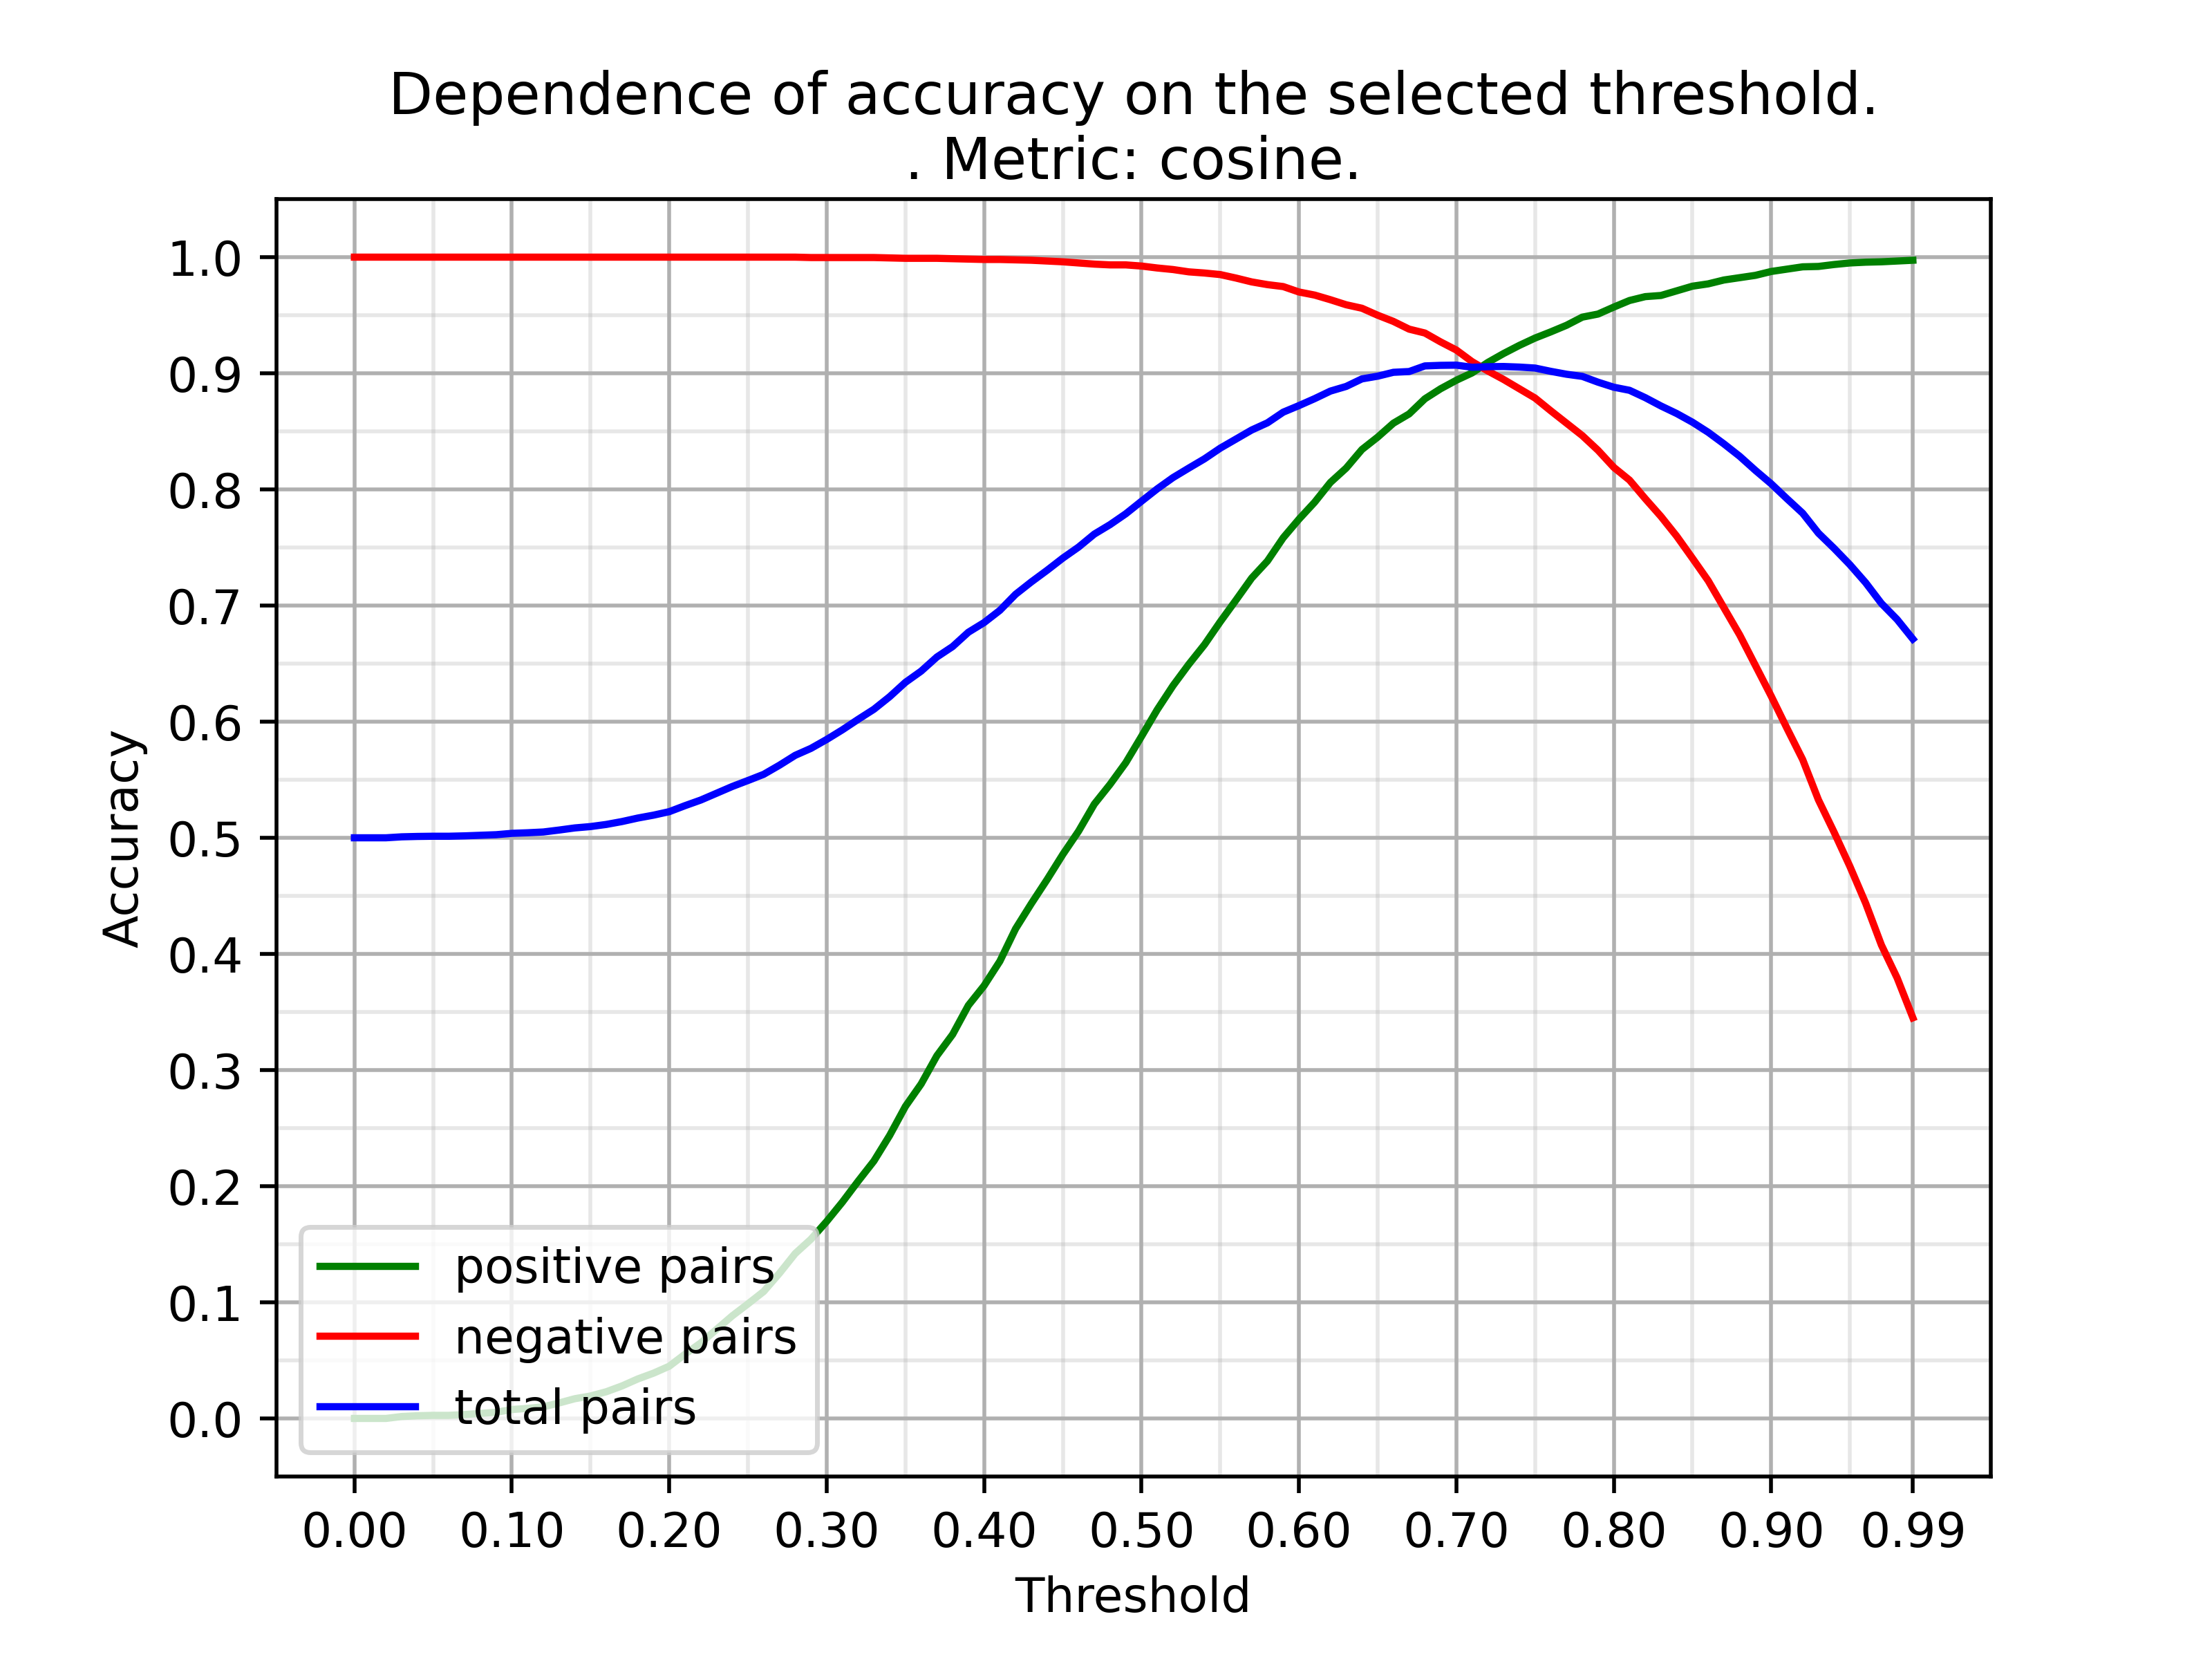 Dependence of accuracy on the selected threshold.
. Metric: cosine.
1.0
0.9
0.8
0.7
0.6
0.5
0.4
0.3
0.2
0.1
0.0
Accuracy
positive pairs
negative pairs
total pairs
0.00 0.10 0.20 0.30 0.40 0.50 0.60 0.70 0.80 0.90 0.99
Threshold